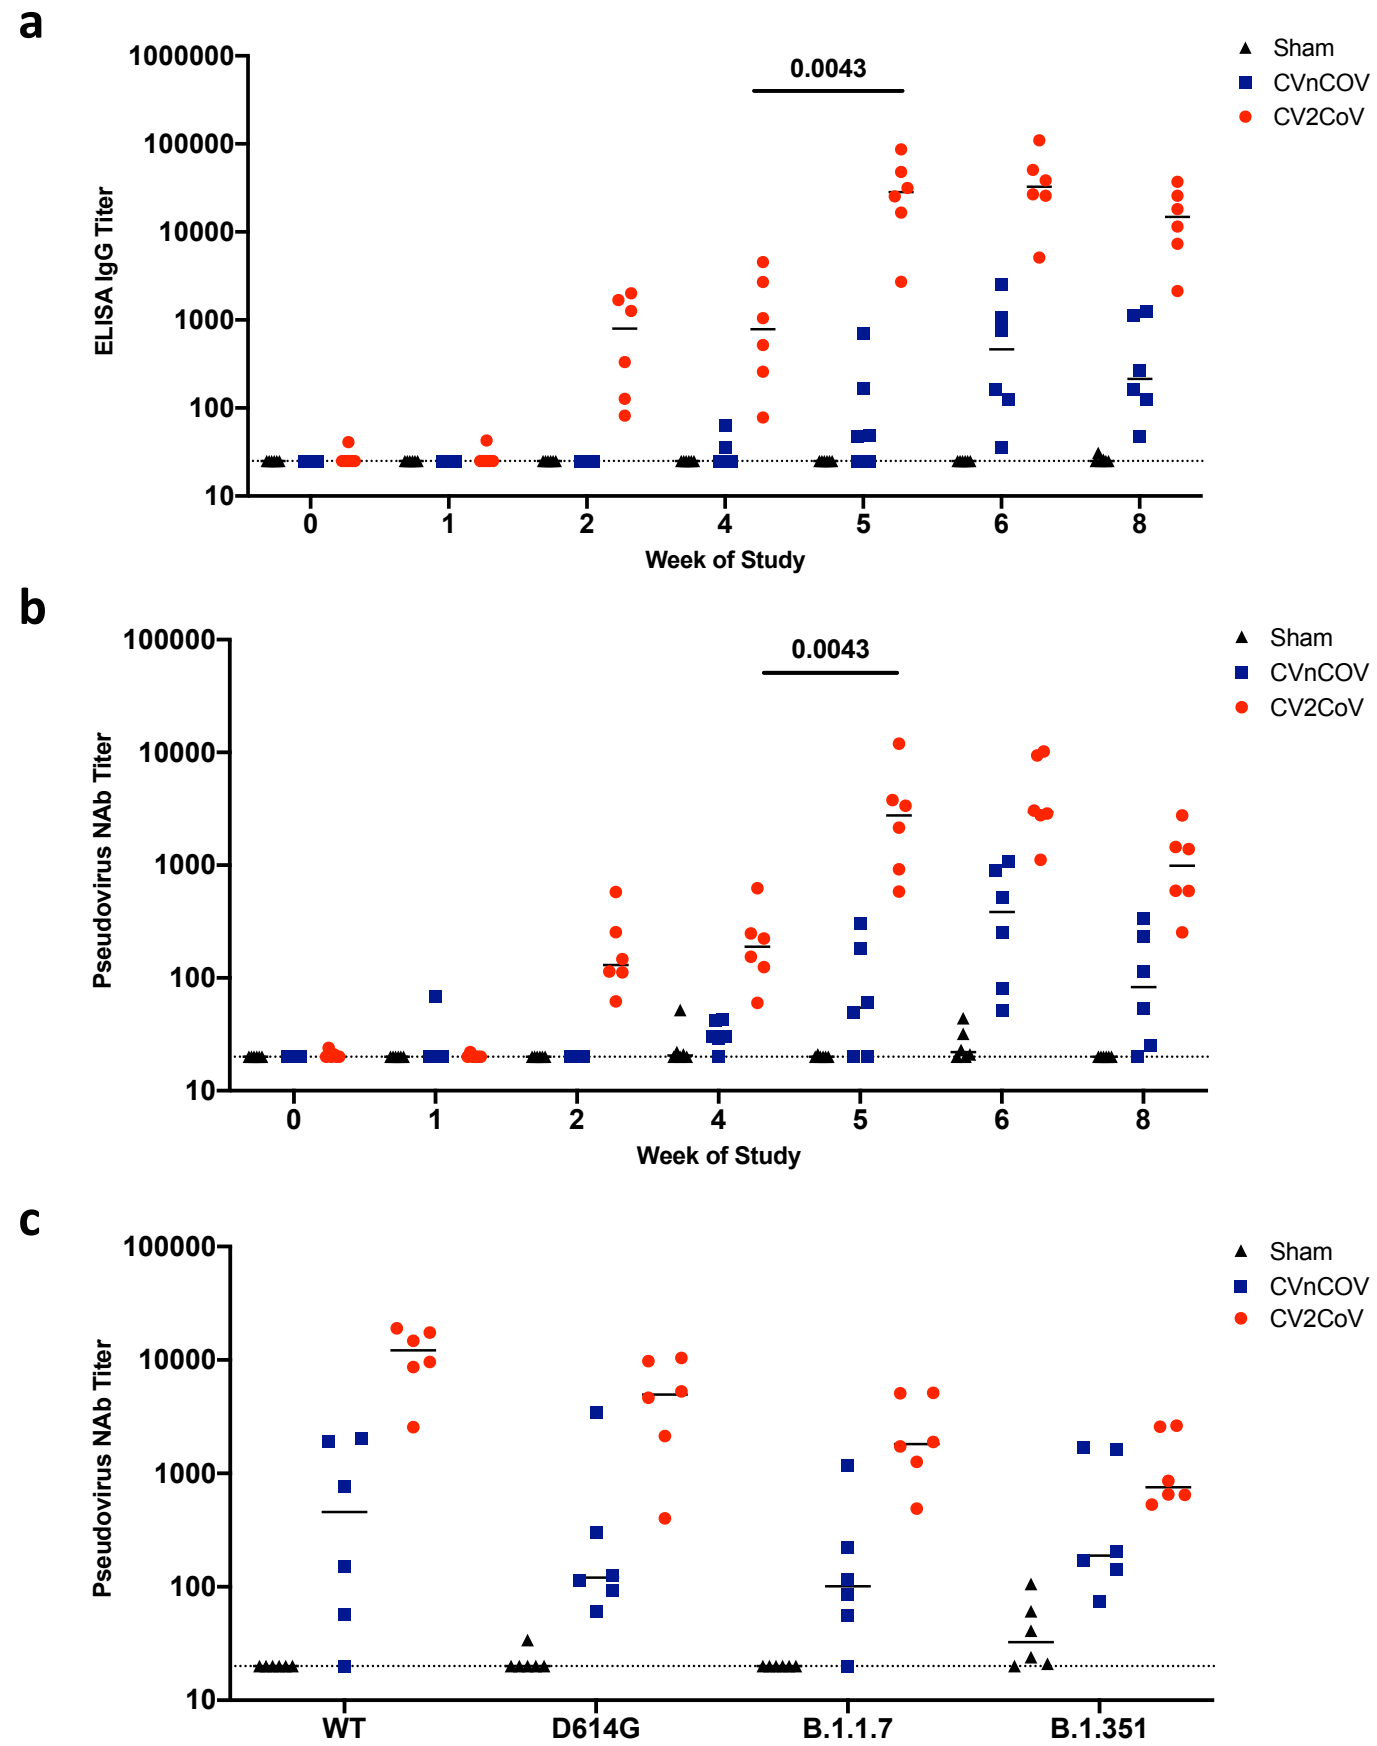 a
1000000
100000
10000
1000
100
10
ELISA IgG Titer
0.0043
Sham
CVnCOV
CV2CoV
0 1 2 4 5 6 8
Week of Study
b
100000
10000
1000
100
10
Pseudovirus NAb Titer
0.0043
Sham
CVnCOV
CV2CoV
0 1 2 4 5 6 8
Week of Study
c
100000
10000
1000
100
10
Pseudovirus NAb Titer
Sham
CVnCOV
CV2CoV
WT D614G B.1.1.7 B.1.351